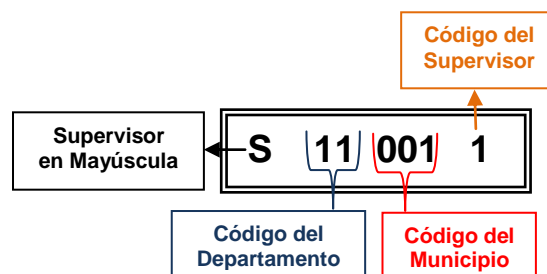 Código del
Supervisor
Supervisor
en Mayúscula
S 11 001 1
Código del
Departamento
Código del
Municipio